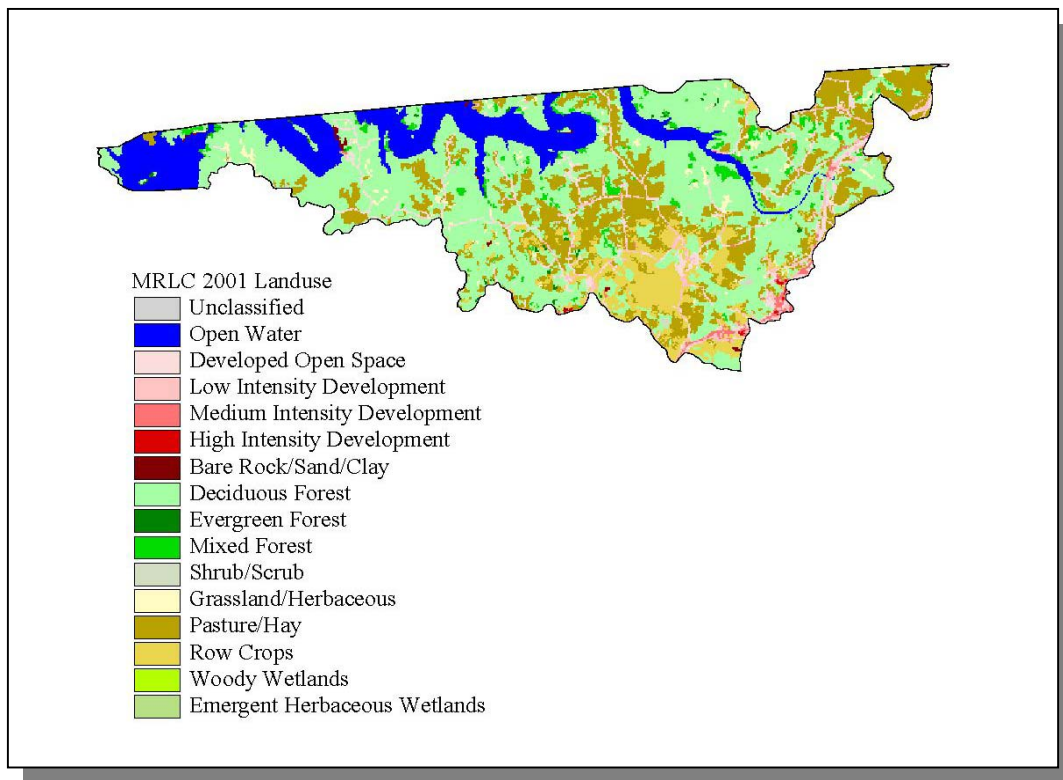 MRLC 2001 Landuse
Unclassified
Open Water
Developed Open Space
Low Intensity Development
Medium Intensity Development
High Intensity Development
Bare Rock/Sand/Clay
Deciduous Forest
Evergreen Forest
Mixed Forest
Shrub/Scrub
Grassland/Herbaceous
Pasture/Hay
Row Crops
Woody Wetlands
Emergent Herbaceous Wetlands